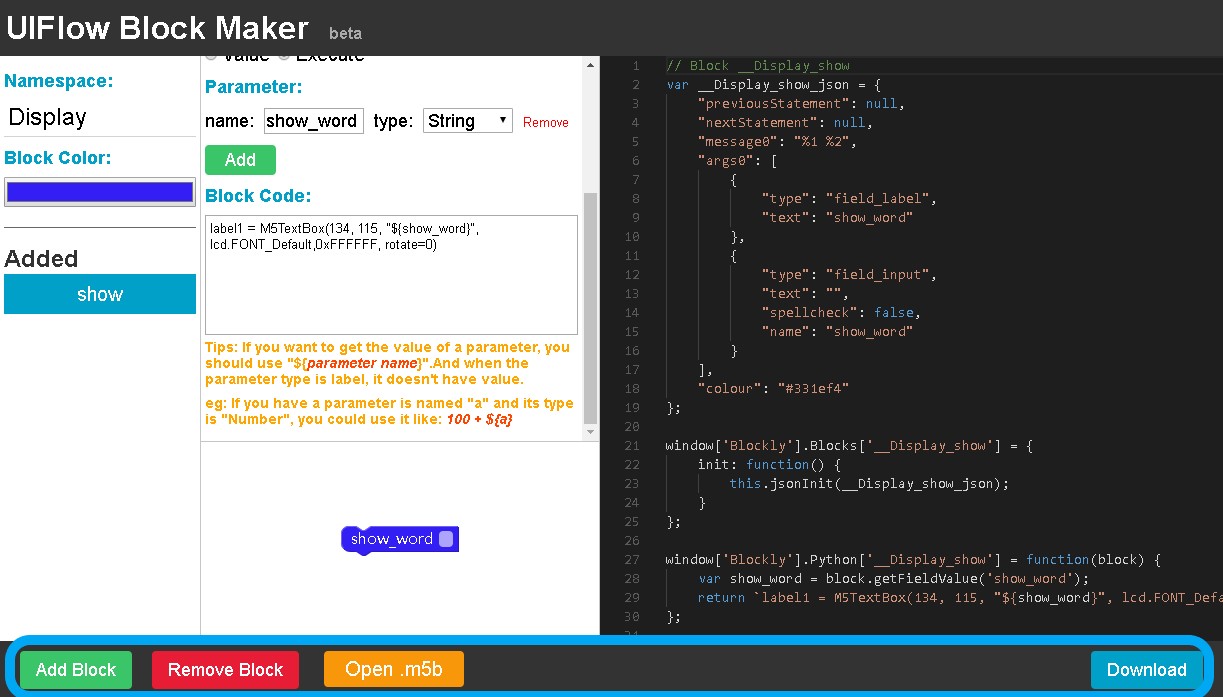 UIFlow Block Maker beta
Namespace:
Display
Block Color:
Added
show
Value Execute
Parameter:
name: show_word type: String Remove
Add
Block Code:
label1 = M5TextBox(134, 115, "${show_word}",
lcd.FONT_Default,0xFFFFFF, rotate=0)
Tips: If you want to get the value of a parameter, you
should use "${parameter name}".And when the
parameter type is label, it doesn't have value.
eg: If you have a parameter is named "a" and its type
is "Number", you could use it like: 100 + ${a}
show_word
1 // Block __Display_show
2 var __Display_show_json = {
3 "previousStatement": null,
4 "nextStatement": null,
5 "message0": "%1 %2",
6 "args0": [
7 {
8 "type": "field_label",
9 "text": "show_word"
10 },
11 {
12 "type": "field_input",
13 "text": "",
14 "spellcheck": false,
15 "name": "show_word"
16 }
17 ],
18 "colour": "#331ef4"
19 };
20
21 window['Blockly'].Blocks['__Display_show'] = {
22 init: function() {
23 this.jsonInit(__Display_show_json);
24 }
25 };
26
27 window['Blockly'].Python['__Display_show'] = function(block) {
28 var show_word = block.getFieldValue('show_word');
29 return `label1 = M5TextBox(134, 115, "${show_word}", lcd.FONT_Defa
30 };
Add Block Remove Block Open .m5b Download